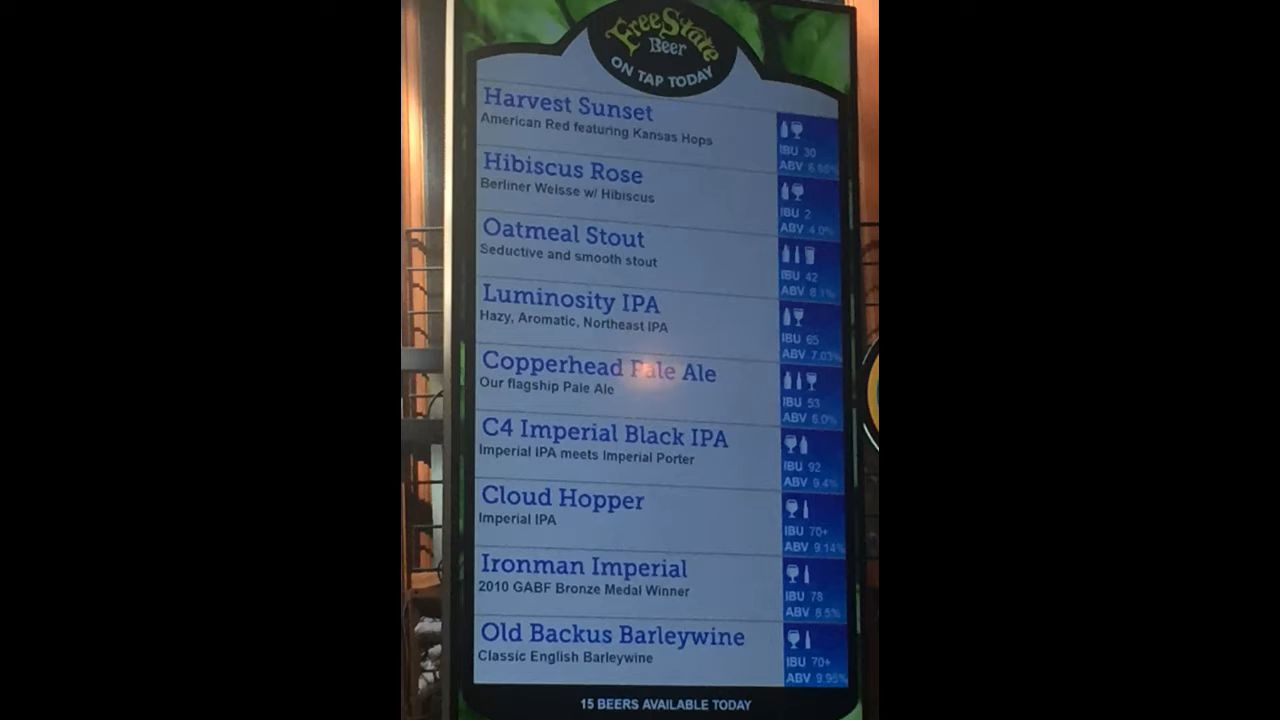 Free State
Beer
ON TAP TODAY
Harvest Sunset
American Red featuring Kansas Hops
IBU 30
ABV
Hibiscus Rose
Berliner Weisse w/ Hibiscus
IBU 2
ABV 4.0%
Oatmeal Stout
Seductive and smooth stout
IBU 42
ABV
Luminosity IPA
Hazy, Aromatic, Northeast IPA
IBU 65
ABV 7.03%
Copperhead Pale Ale
Our flagship Pale Ale
IBU 53
ABV 6.0%
C4 Imperial Black IPA
Imperial IPA meets Imperial Porter
IBU 92
ABV 9.4%
Cloud Hopper
Imperial IPA
IBU 70+
ABV 9.14%
Ironman Imperial
2010 GABF Bronze Medal Winner
IBU 78
ABV
Old Backus Barleywine
Classic English Barleywine
IBU 70+
ABV 9.95%
15 BEERS AVAILABLE TODAY